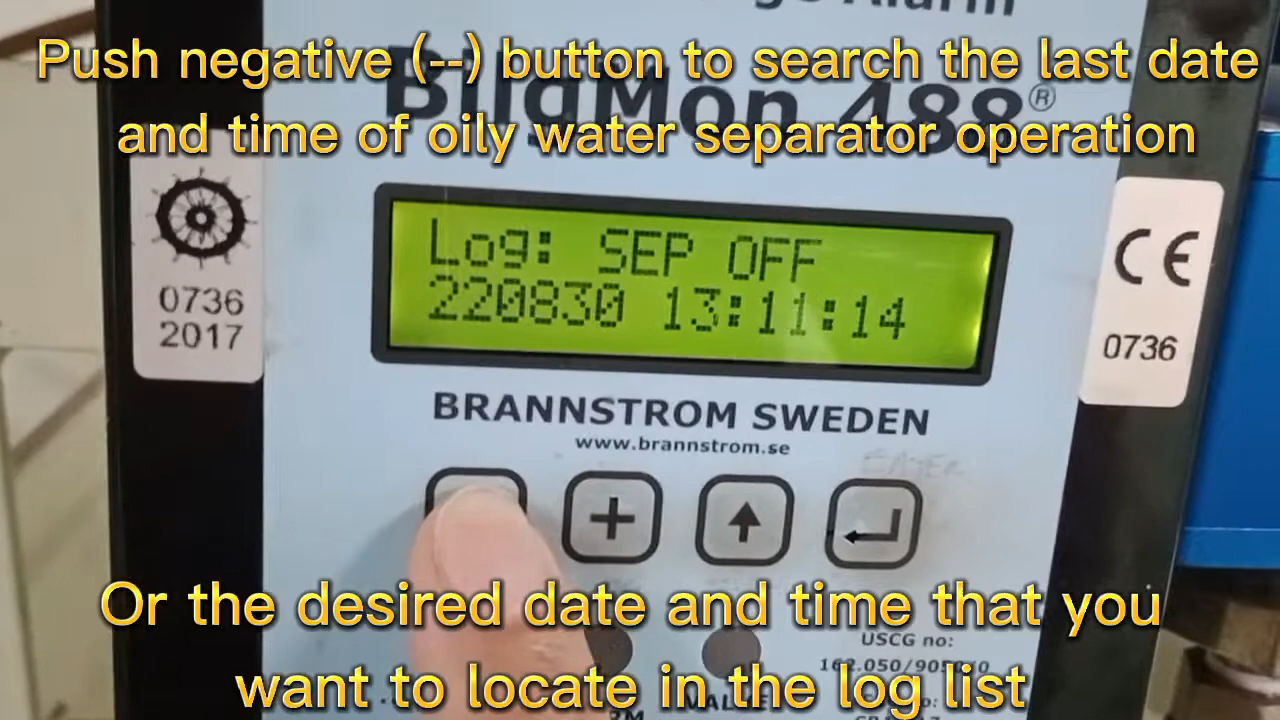 Alarm
Push negative (--) button to search the last date
BilgMon 488®
and time of oily water separator operation
0736
2017
Log: SEP OFF
220830 13:11:14
CE
0736
BRANNSTROM SWEDEN
www.brannstrom.se
ENTER
Or the desired date and time that you
USCG no:
want to locate in the log list